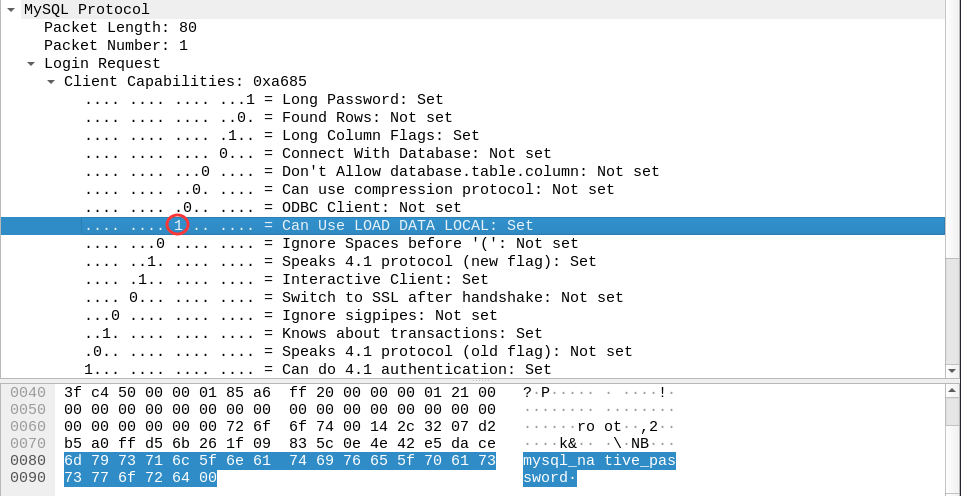 MySQL Protocol
Packet Length: 80
Packet Number: 1
Login Request
Client Capabilities: 0xa685
.... .... .... ...1 = Long Password: Set
.... .... .... ..0. = Found Rows: Not set
.... .... .... .1.. = Long Column Flags: Set
.... .... .... 0... = Connect With Database: Not set
.... .... ...0 .... = Don't Allow database.table.column: Not set
.... .... ..0. .... = Can use compression protocol: Not set
.... .... .0.. .... = ODBC Client: Not set
.... .... 1... .... = Can Use LOAD DATA LOCAL: Set
.... ...0 .... .... = Ignore Spaces before '(': Not set
.... ..1. .... .... = Speaks 4.1 protocol (new flag): Set
.... .1.. .... .... = Interactive Client: Set
.... 0... .... .... = Switch to SSL after handshake: Not set
...0 .... .... .... = Ignore sigpipes: Not set
..1. .... .... .... = Knows about transactions: Set
.0.. .... .... .... = Speaks 4.1 protocol (old flag): Not set
1... .... .... .... = Can do 4.1 authentication: Set
0040 3f c4 50 00 00 01 85 a6 ff 20 00 00 00 01 21 00 ?·P····· · ····!·
0050 00 00 00 00 00 00 00 00 00 00 00 00 00 00 00 00 ········ ········
0060 00 00 00 00 00 00 72 6f 6f 74 00 14 2c 32 07 d2 ······ro ot··,2··
0070 b5 a0 ff d5 6b 26 1f 09 83 5c 0e 4e 42 e5 da ce ····k&·· ·\·NB···
0080 6d 79 73 71 6c 5f 6e 61 74 69 76 65 5f 70 61 73 mysql_na tive_pas
0090 73 77 6f 72 64 00 sword·